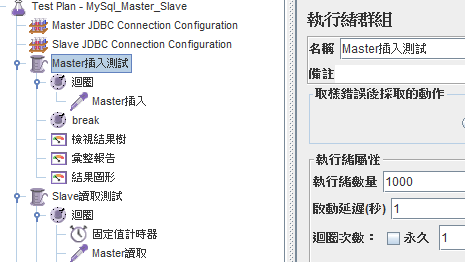 Test Plan - MySql_Master_Slave
Master JDBC Connection Configuration
Slave JDBC Connection Configuration
Master插入測試
迴圈
Master插入
break
檢視結果樹
彙整報告
結果圖形
Slave讀取測試
迴圈
固定值計時器
Master讀取
執行緒群組
名稱 Master插入測試
備註
取樣錯誤後採取的動作
執行緒屬性
執行緒數量 1000
啟動延遲(秒) 1
迴圈次數： 永久 1